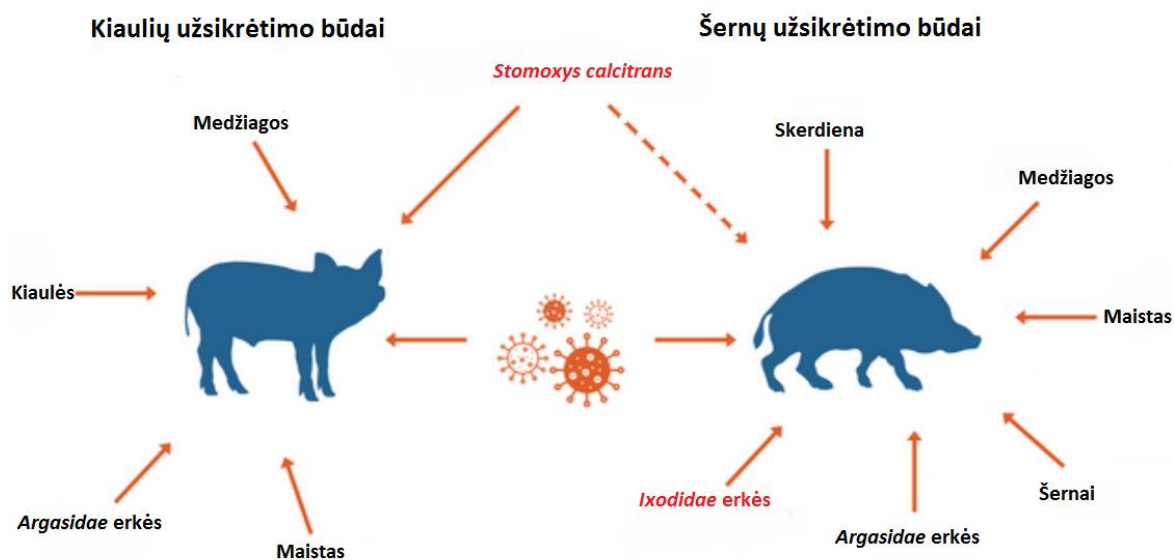 Kiaulių užsikrėtimo būdai
Šernų užsikrėtimo būdai
Stomoxys calcitrans
Medžiagos
Skerdiena
Medžiagos
Kiaulės
Maistas
Argasidae erkės
Maistas
Ixodidae erkės
Argasidae erkės
Šernai